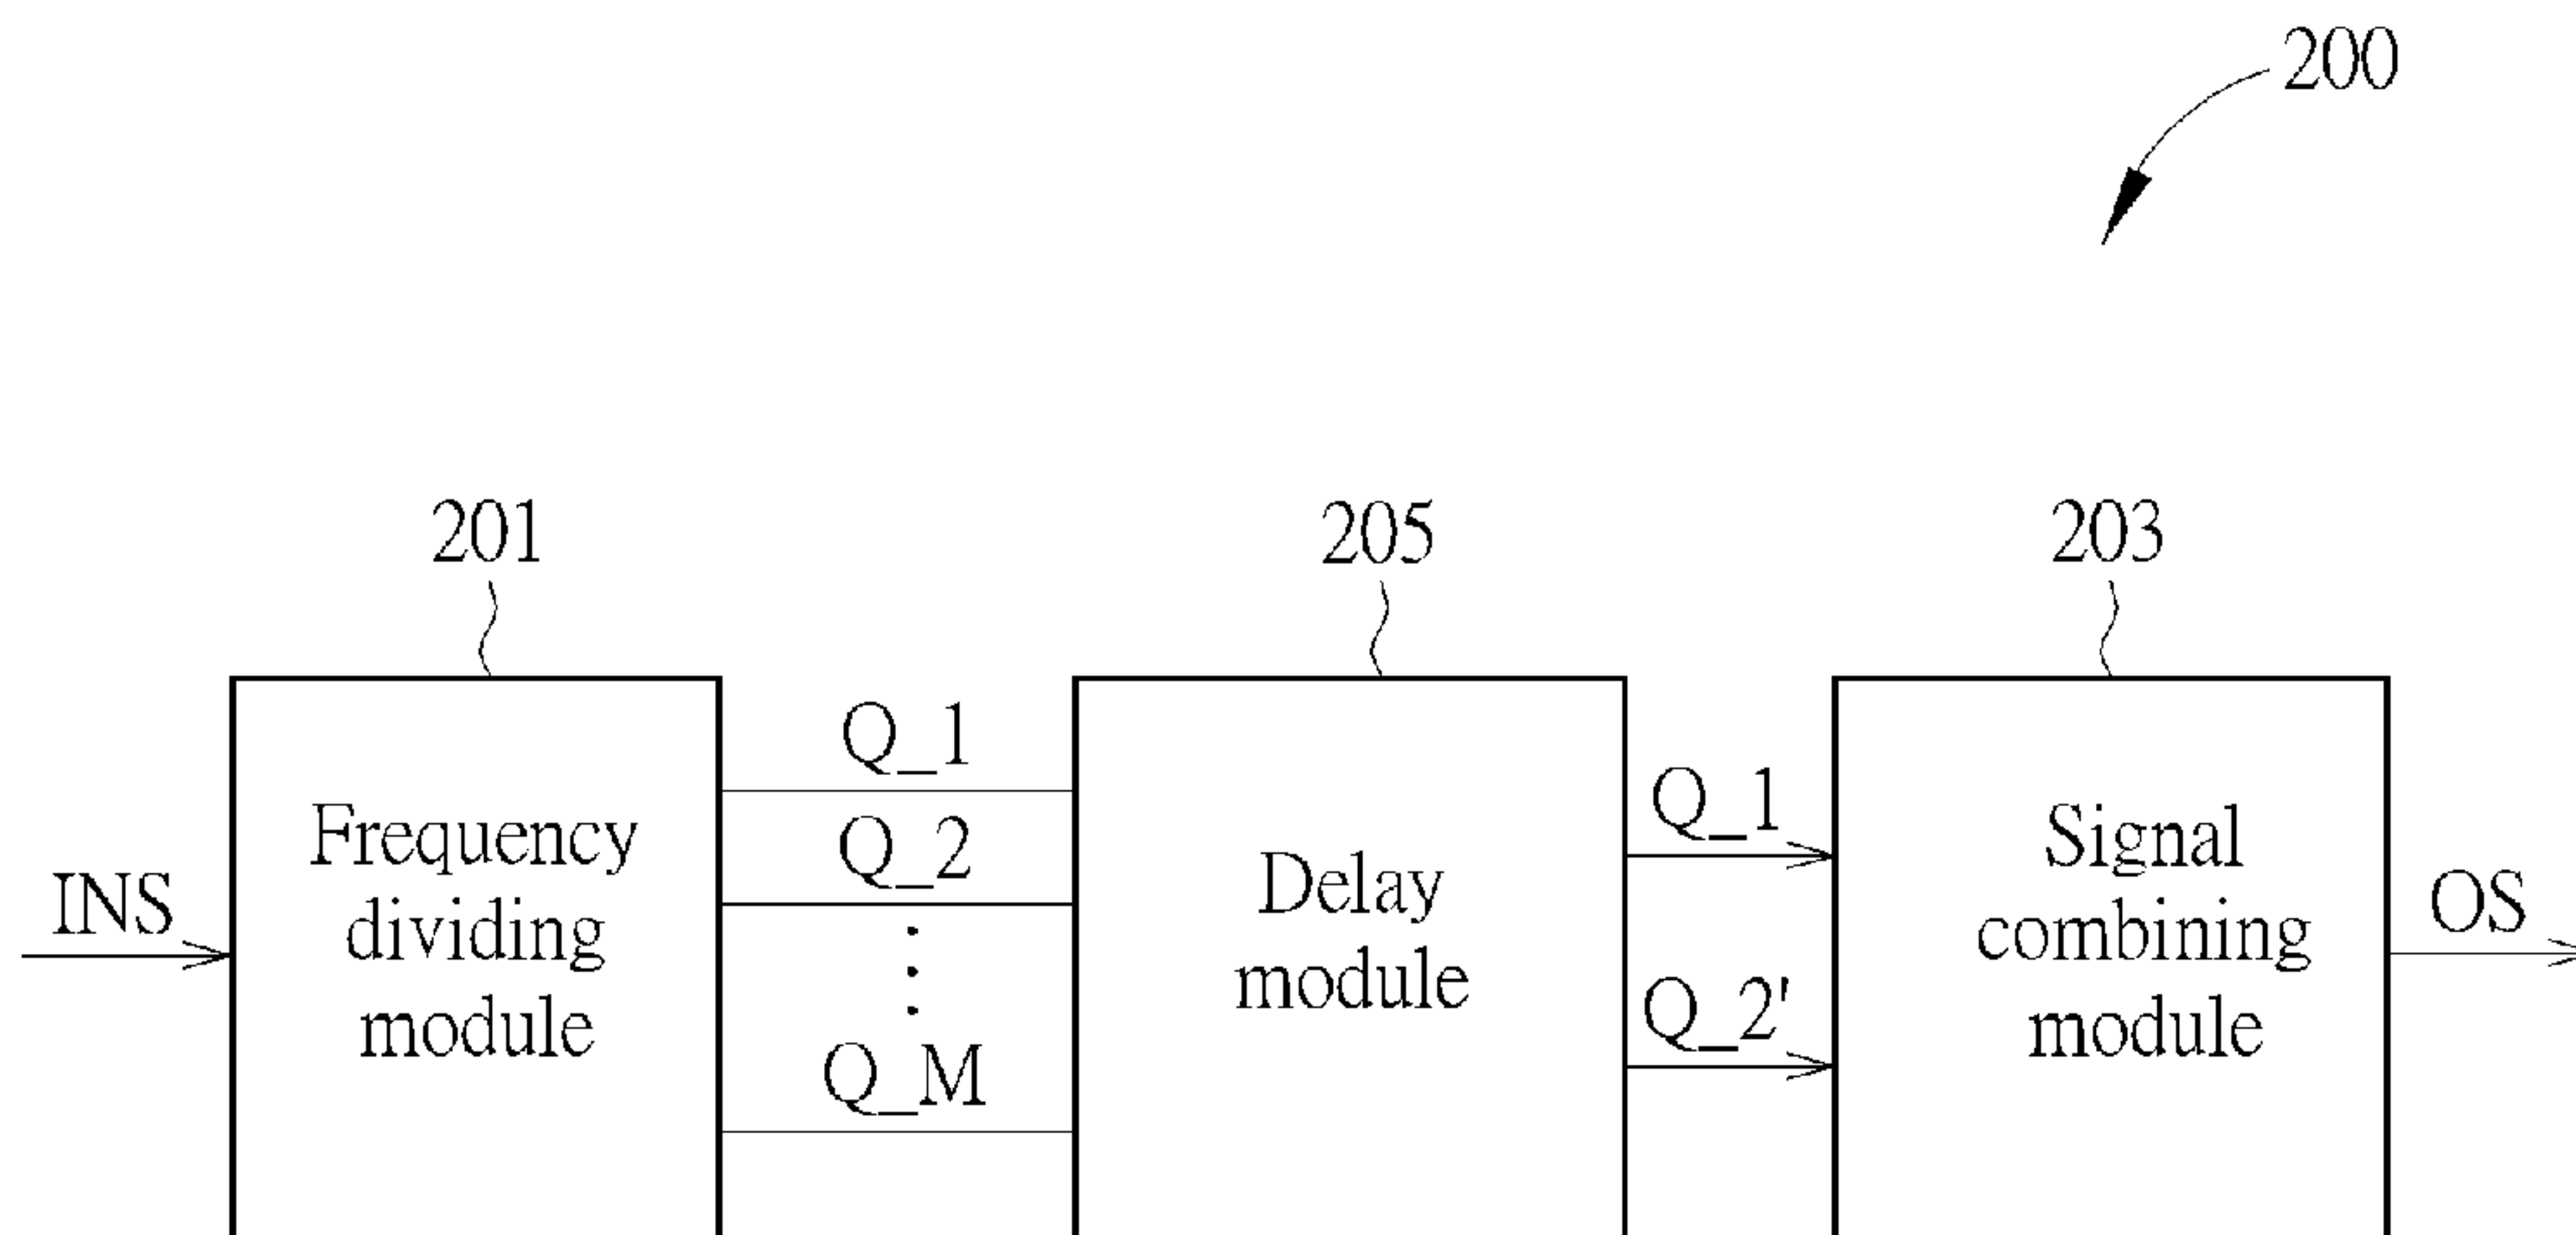 200
201
205
203
INS
Frequency
dividing
module
Q_1
Q_2
Q_M
Delay
module
Q_1
Q_2'
Signal
combining
module
OS